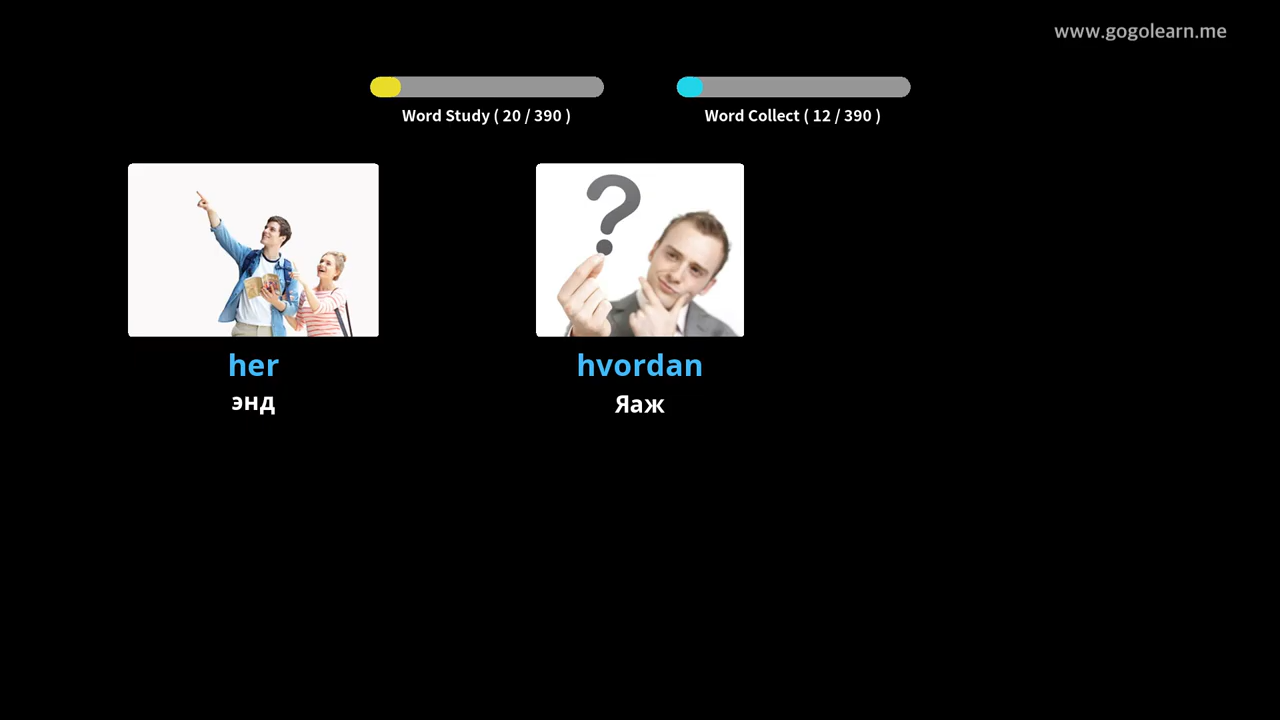 www.gogolearn.me
Word Study ( 20 / 390 )
Word Collect ( 12 / 390 )
her
энд
hvordan
Яаж